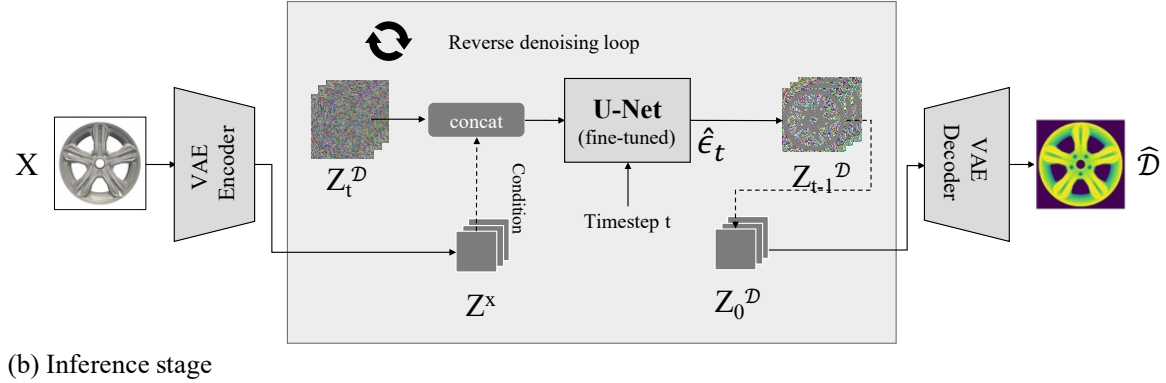 Reverse denoising loop
X
VAE
Encoder
Z_t^𝒟
concat
Condition
Z^x
U-Net
(fine-tuned)
Timestep t
ϵ̂_t
Z_{t-1}^𝒟
Z_0^𝒟
VAE
Decoder
𝒟̂
(b) Inference stage